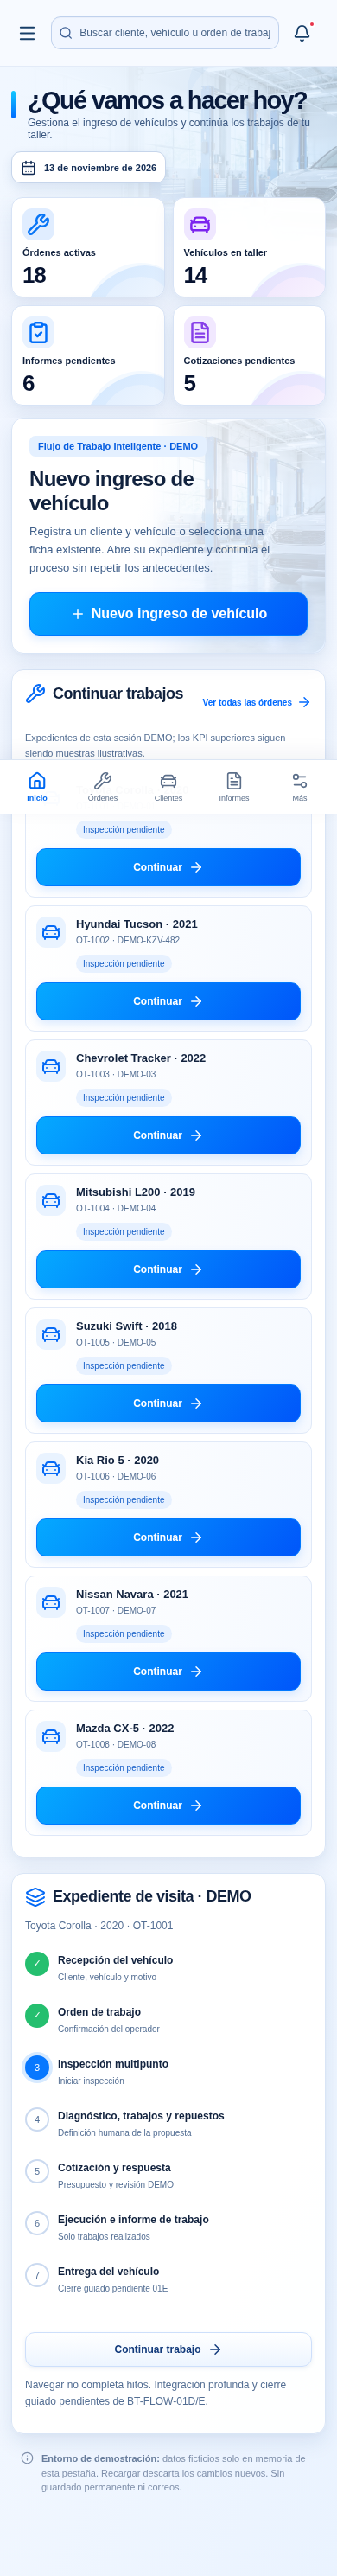 Buscar cliente, vehículo u orden de trabaj
¿Qué vamos a hacer hoy?
Gestiona el ingreso de vehículos y continúa los trabajos de tu
taller.
13 de noviembre de 2026
Órdenes activas
18
Vehículos en taller
14
Informes pendientes
6
Cotizaciones pendientes
5
Flujo de Trabajo Inteligente · DEMO
Nuevo ingreso de
vehículo
Registra un cliente y vehículo o selecciona una
ficha existente. Abre su expediente y continúa el
proceso sin repetir los antecedentes.
Nuevo ingreso de vehículo
Continuar trabajos
Ver todas las órdenes
Expedientes de esta sesión DEMO; los KPI superiores siguen
siendo muestras ilustrativas.
Inicio
Órdenes
Clientes
Informes
Más
Inspección pendiente
Continuar
Hyundai Tucson · 2021
OT-1002 · DEMO-KZV-482
Inspección pendiente
Continuar
Chevrolet Tracker · 2022
OT-1003 · DEMO-03
Inspección pendiente
Continuar
Mitsubishi L200 · 2019
OT-1004 · DEMO-04
Inspección pendiente
Continuar
Suzuki Swift · 2018
OT-1005 · DEMO-05
Inspección pendiente
Continuar
Kia Rio 5 · 2020
OT-1006 · DEMO-06
Inspección pendiente
Continuar
Nissan Navara · 2021
OT-1007 · DEMO-07
Inspección pendiente
Continuar
Mazda CX-5 · 2022
OT-1008 · DEMO-08
Inspección pendiente
Continuar
Expediente de visita · DEMO
Toyota Corolla · 2020 · OT-1001
✓
Recepción del vehículo
Cliente, vehículo y motivo
✓
Orden de trabajo
Confirmación del operador
3
Inspección multipunto
Iniciar inspección
4
Diagnóstico, trabajos y repuestos
Definición humana de la propuesta
5
Cotización y respuesta
Presupuesto y revisión DEMO
6
Ejecución e informe de trabajo
Solo trabajos realizados
7
Entrega del vehículo
Cierre guiado pendiente 01E
Continuar trabajo
Navegar no completa hitos. Integración profunda y cierre
guiado pendientes de BT-FLOW-01D/E.
Entorno de demostración: datos ficticios solo en memoria de
esta pestaña. Recargar descarta los cambios nuevos. Sin
guardado permanente ni correos.